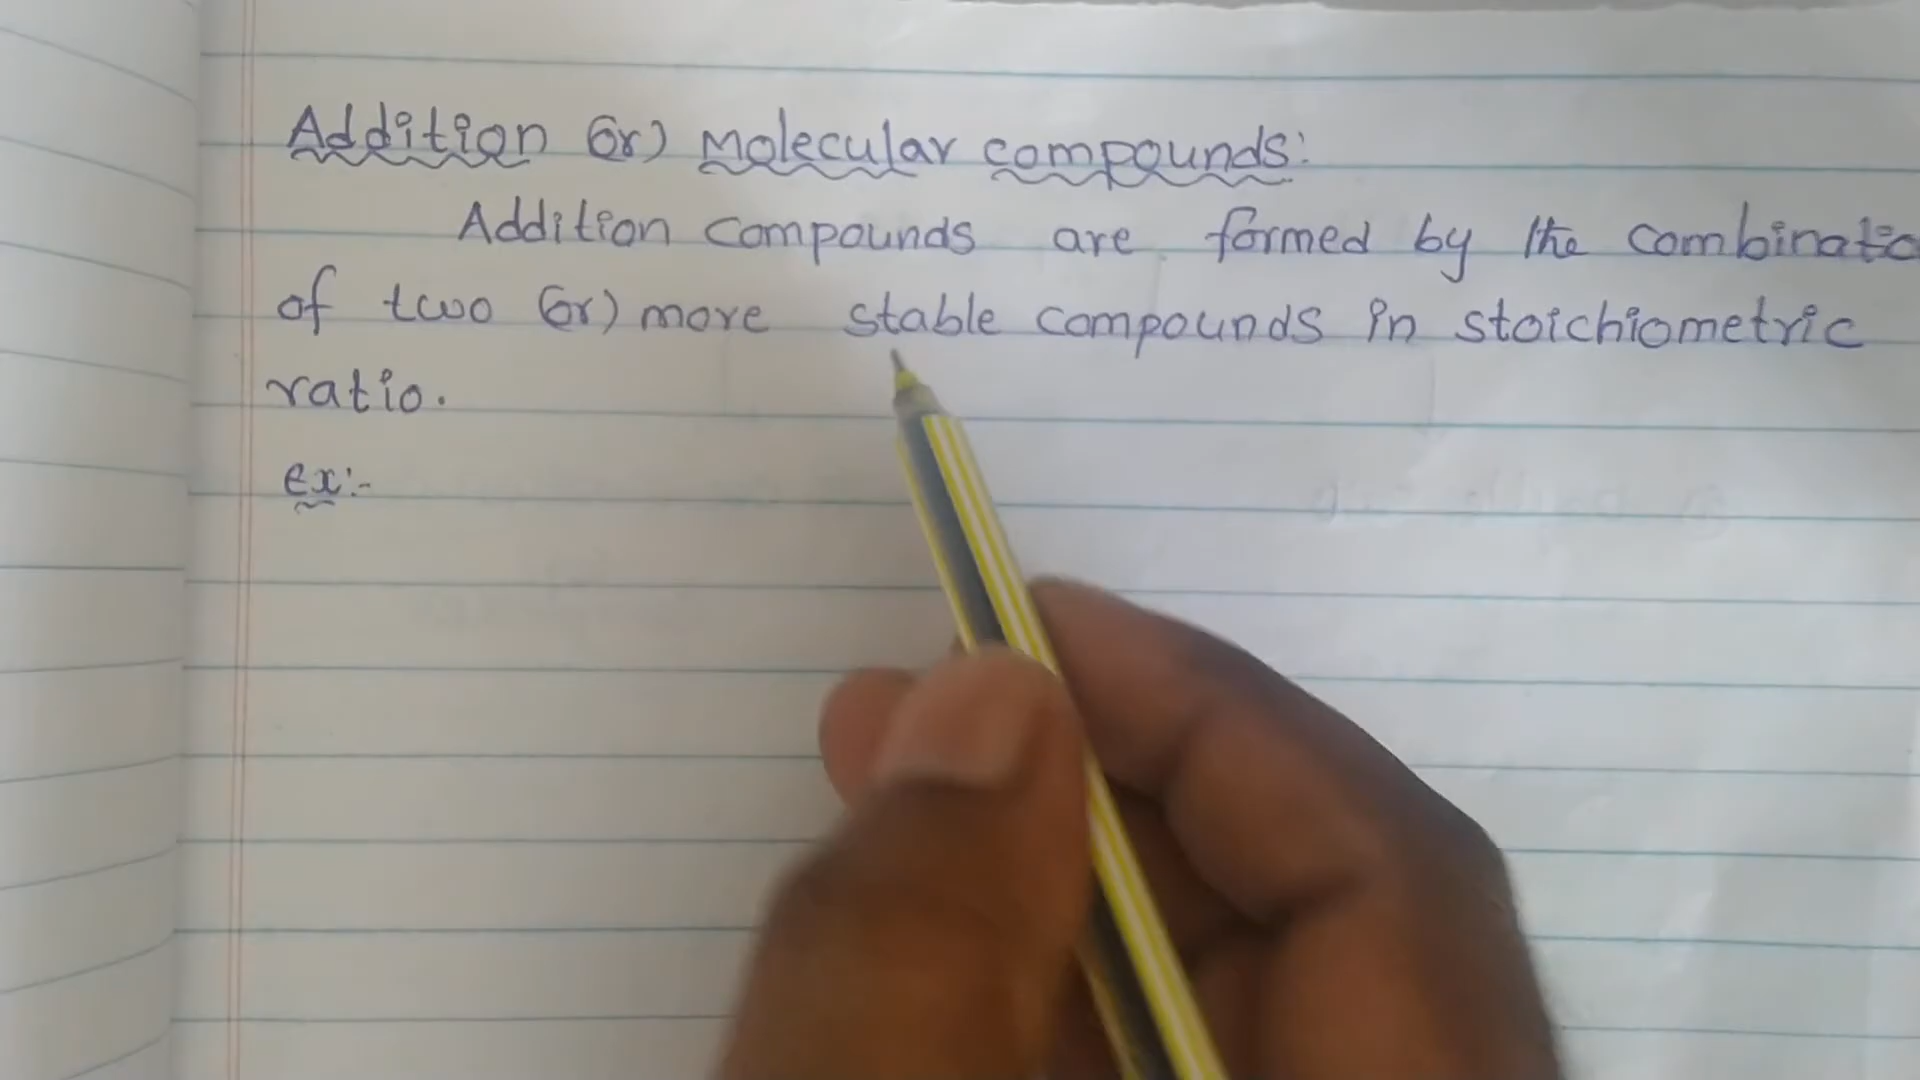 Addition (or) Molecular compounds:
Addition compounds are formed by the combinatio
of two (or) more stable compounds in stoichiometric
ratio.
ex:-